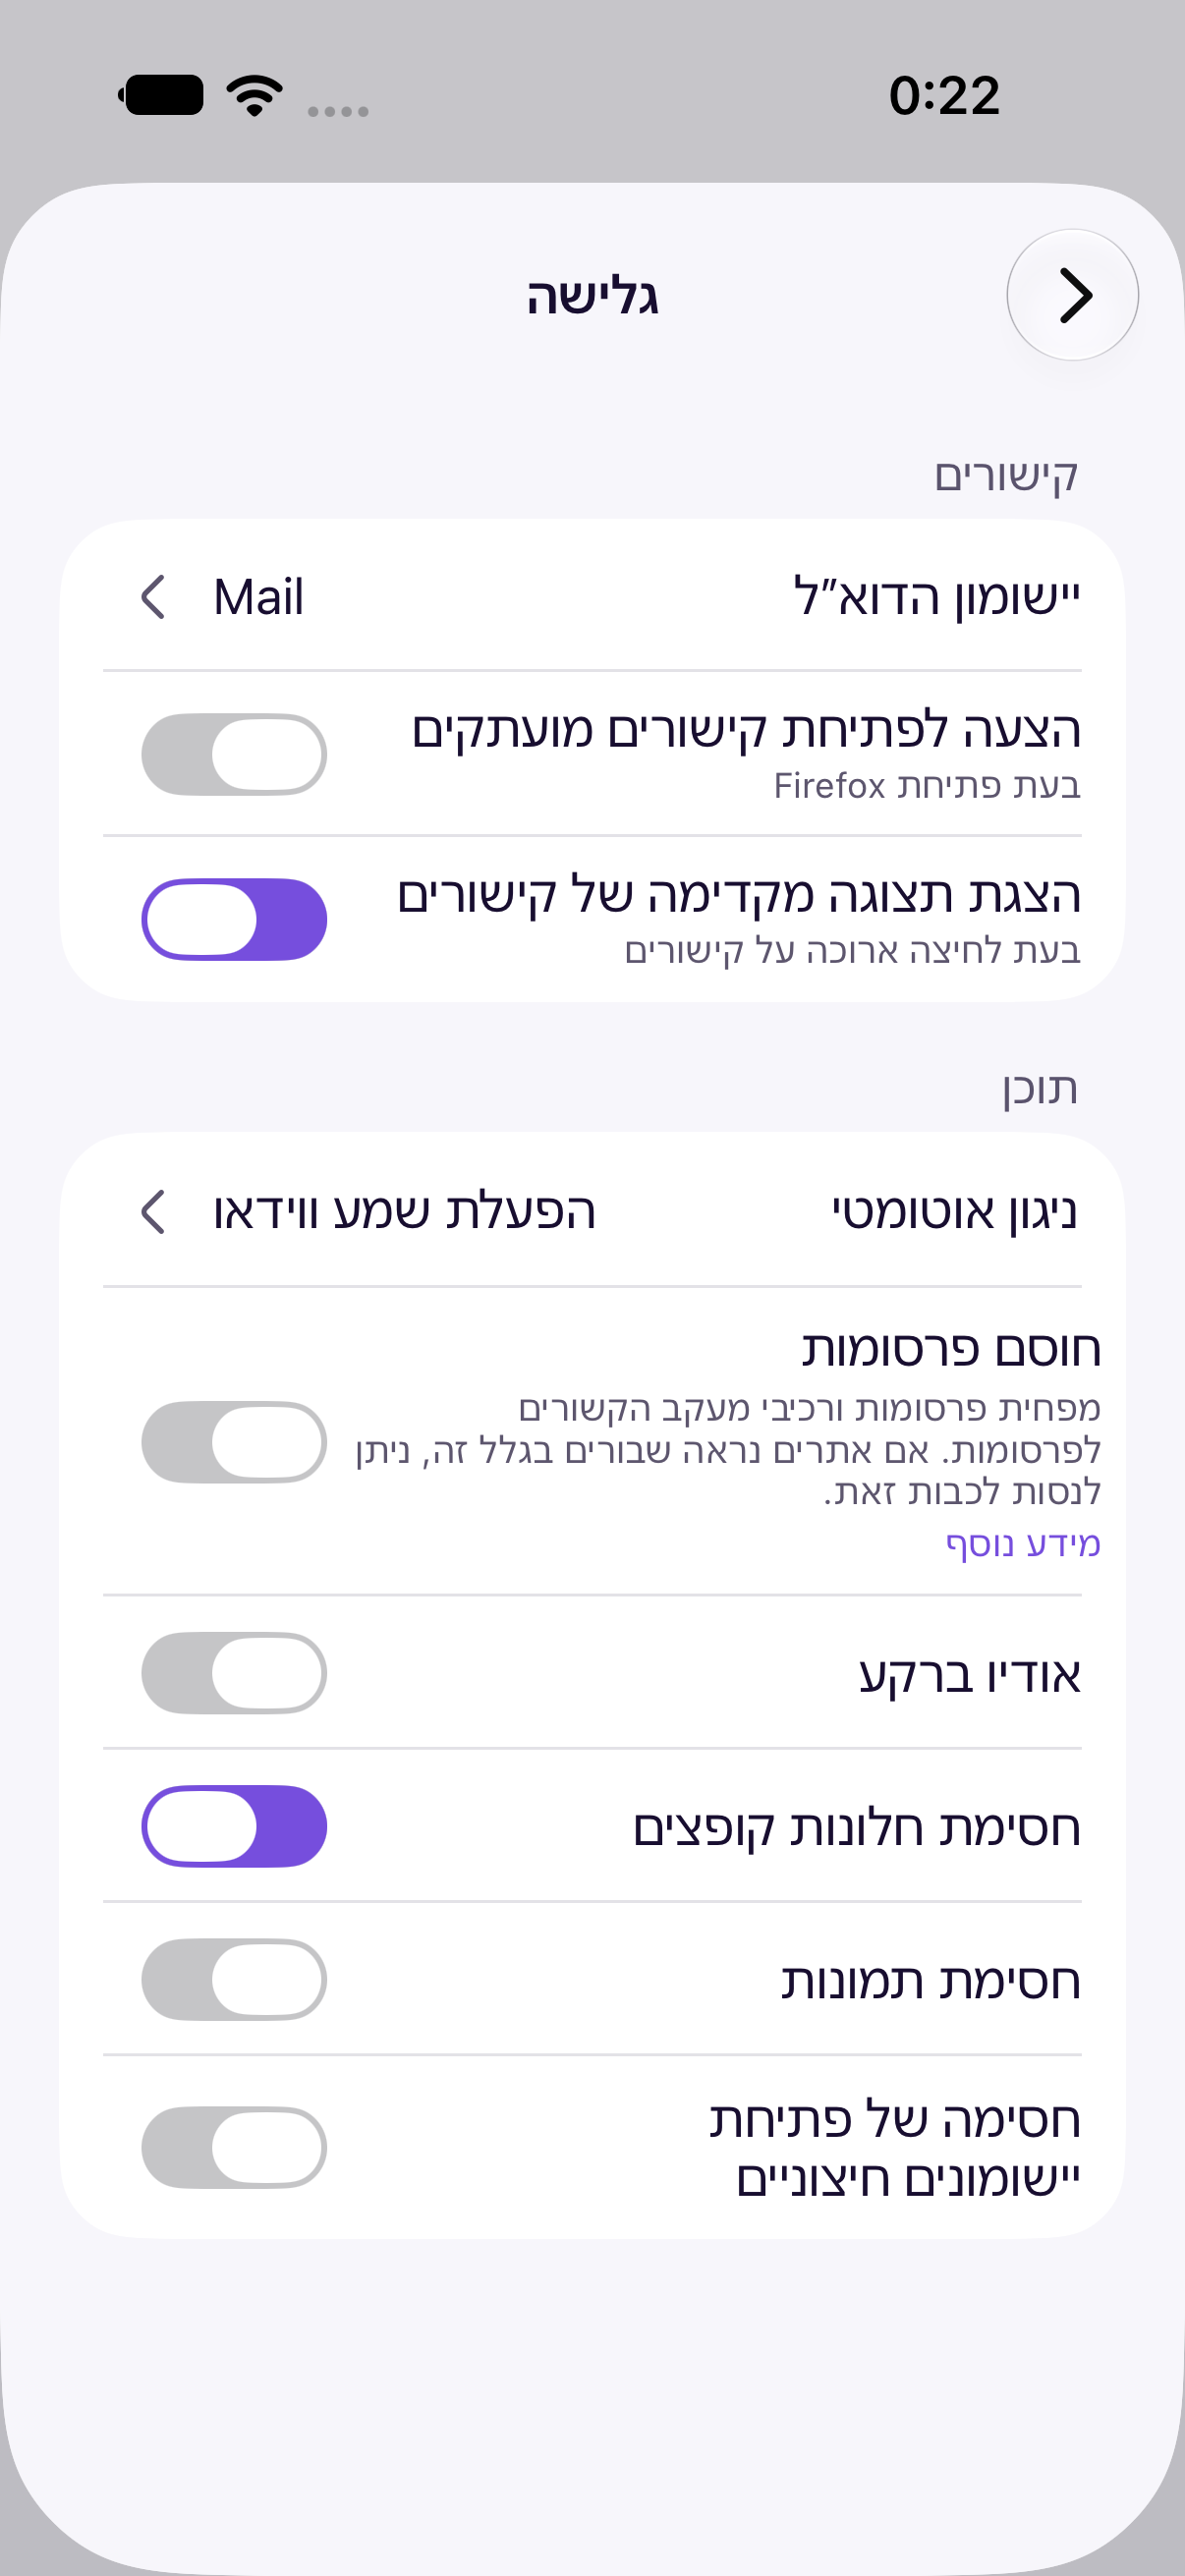 0:22
גלישה
קישורים
יישומון הדוא״ל
Mail
הצעה לפתיחת קישורים מועתקים
בעת פתיחת Firefox
הצגת תצוגה מקדימה של קישורים
בעת לחיצה ארוכה על קישורים
תוכן
ניגון אוטומטי
הפעלת שמע ווידאו
חוסם פרסומות
מפחית פרסומות ורכיבי מעקב הקשורים
לפרסומות. אם אתרים נראה שבורים בגלל זה, ניתן
לנסות לכבות זאת.
מידע נוסף
אודיו ברקע
חסימת חלונות קופצים
חסימת תמונות
חסימה של פתיחת
יישומונים חיצוניים